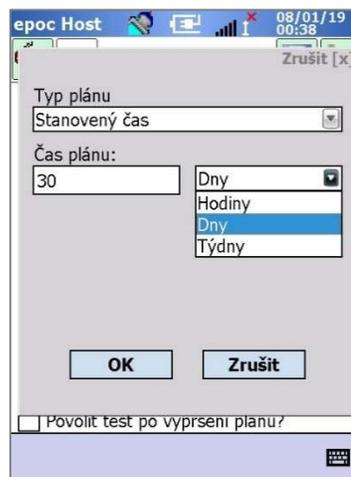 epoc Host 08/01/19
00:38
Zrušit [x]
Typ plánu
Stanovený čas
Čas plánu:
30 Dny
Hodiny
Dny
Týdny
OK Zrušit
Povolit test po vypršení plánu?